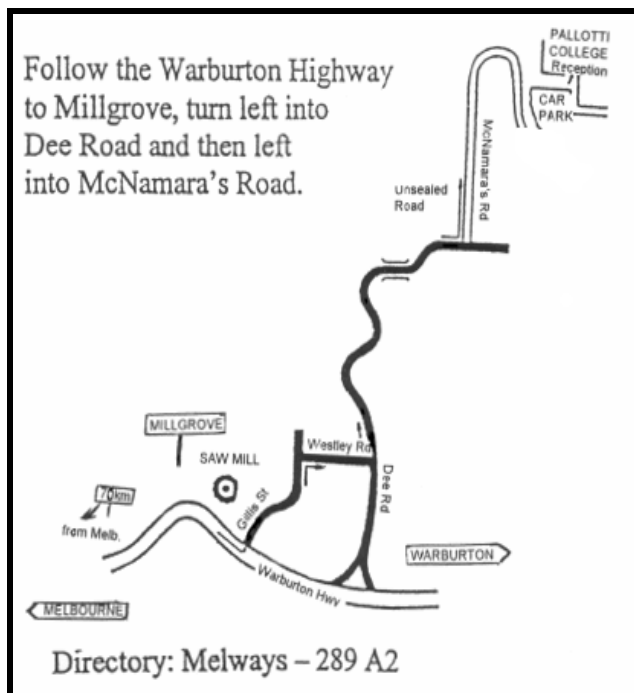 Follow the Warburton Highway
to Millgrove, turn left into
Dee Road and then left
into McNamara's Road.
PALLOTTI
COLLEGE
Reception
CAR
PARK
McNamara's Rd
Unsealed
Road
MILLGROVE
SAW MILL
Westley Rd
70km
from Melb.
Gillis St
Dee Rd
WARBURTON
Warburton Hwy
MELBOURNE
Directory: Melways – 289 A2